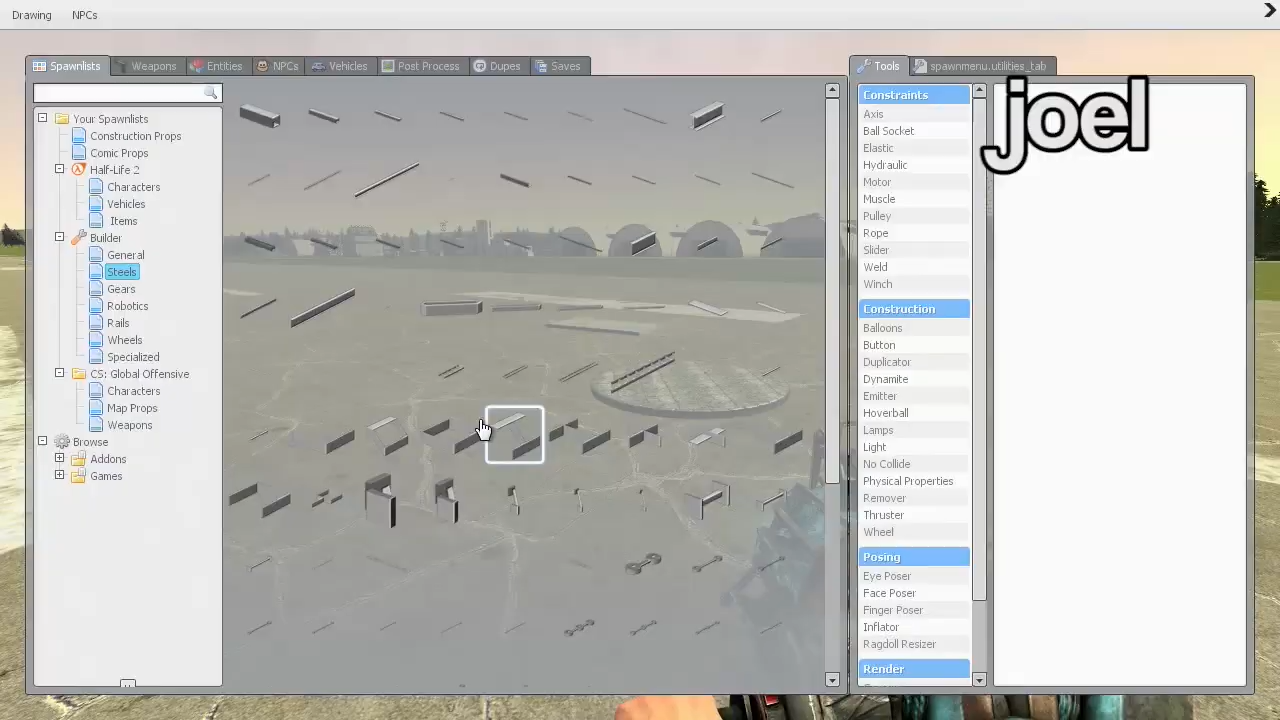 Drawing NPCs
Spawnlists Weapons Entities NPCs Vehicles Post Process Dupes Saves
Tools spawnmenu.utilities_tab
joel
Your Spawnlists
Construction Props
Comic Props
Half-Life 2
Characters
Vehicles
Items
Builder
General
Steels
Gears
Robotics
Rails
Wheels
Specialized
CS: Global Offensive
Characters
Map Props
Weapons
Browse
Addons
Games
Constraints
Axis
Ball Socket
Elastic
Hydraulic
Motor
Muscle
Pulley
Rope
Slider
Weld
Winch
Construction
Balloons
Button
Duplicator
Dynamite
Emitter
Hoverball
Lamps
Light
No Collide
Physical Properties
Remover
Thruster
Wheel
Posing
Eye Poser
Face Poser
Finger Poser
Inflator
Ragdoll Resizer
Render